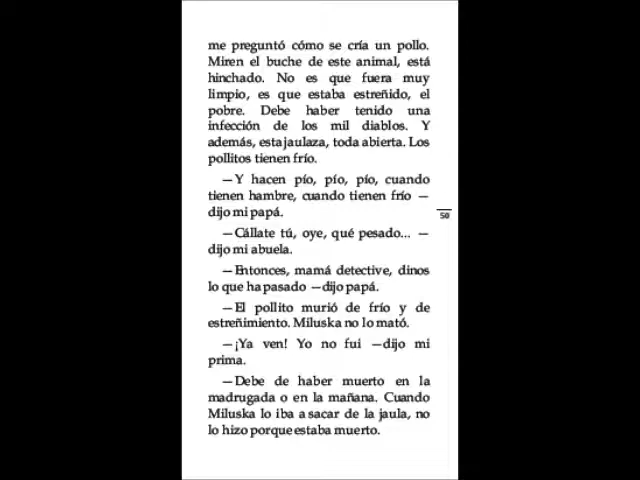 me preguntó cómo se cría un pollo.
Miren el buche de este animal, está
hinchado. No es que fuera muy
limpio, es que estaba estreñido, el
pobre. Debe haber tenido una
infección de los mil diablos. Y
además, esta jaulaza, toda abierta. Los
pollitos tienen frío.
—Y hacen pío, pío, pío, cuando
tienen hambre, cuando tienen frío —
dijo mi papá.
50
—Cállate tú, oye, qué pesado... —
dijo mi abuela.
—Entonces, mamá detective, dinos
lo que ha pasado —dijo papá.
—El pollito murió de frío y de
estreñimiento. Miluska no lo mató.
—¡Ya ven! Yo no fui —dijo mi
prima.
—Debe de haber muerto en la
madrugada o en la mañana. Cuando
Miluska lo iba a sacar de la jaula, no
lo hizo porque estaba muerto.